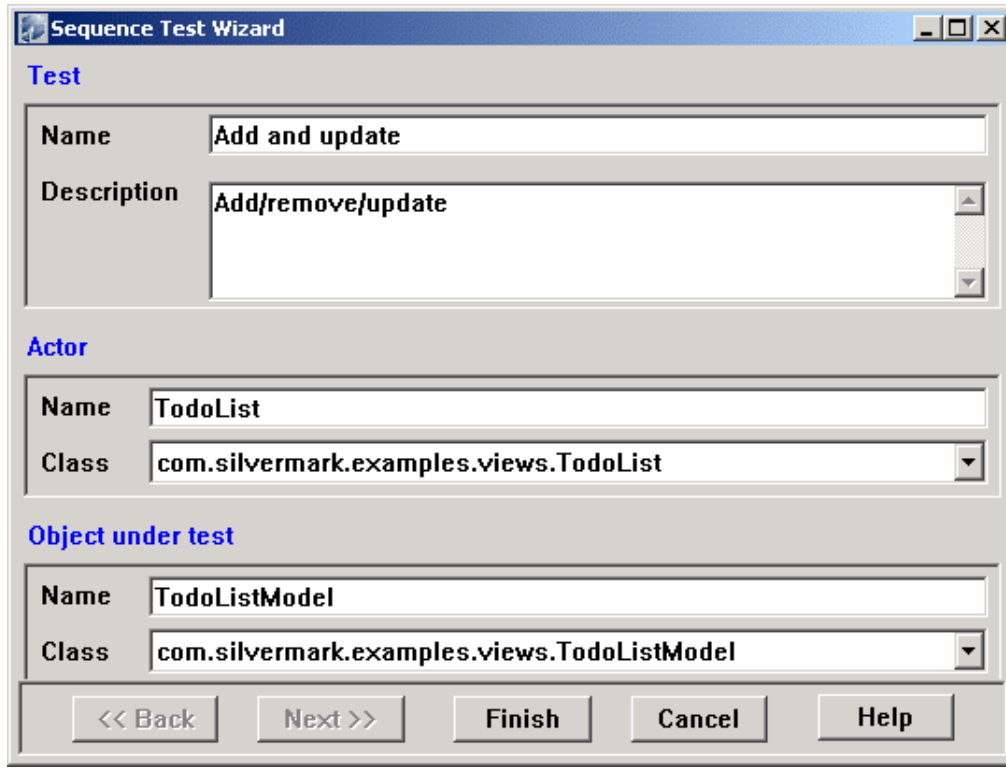 Sequence Test Wizard
Test
Name Add and update
Description Add/remove/update
Actor
Name TodoList
Class com.silvermark.examples.views.TodoList
Object under test
Name TodoListModel
Class com.silvermark.examples.views.TodoListModel
<< Back Next >> Finish Cancel Help